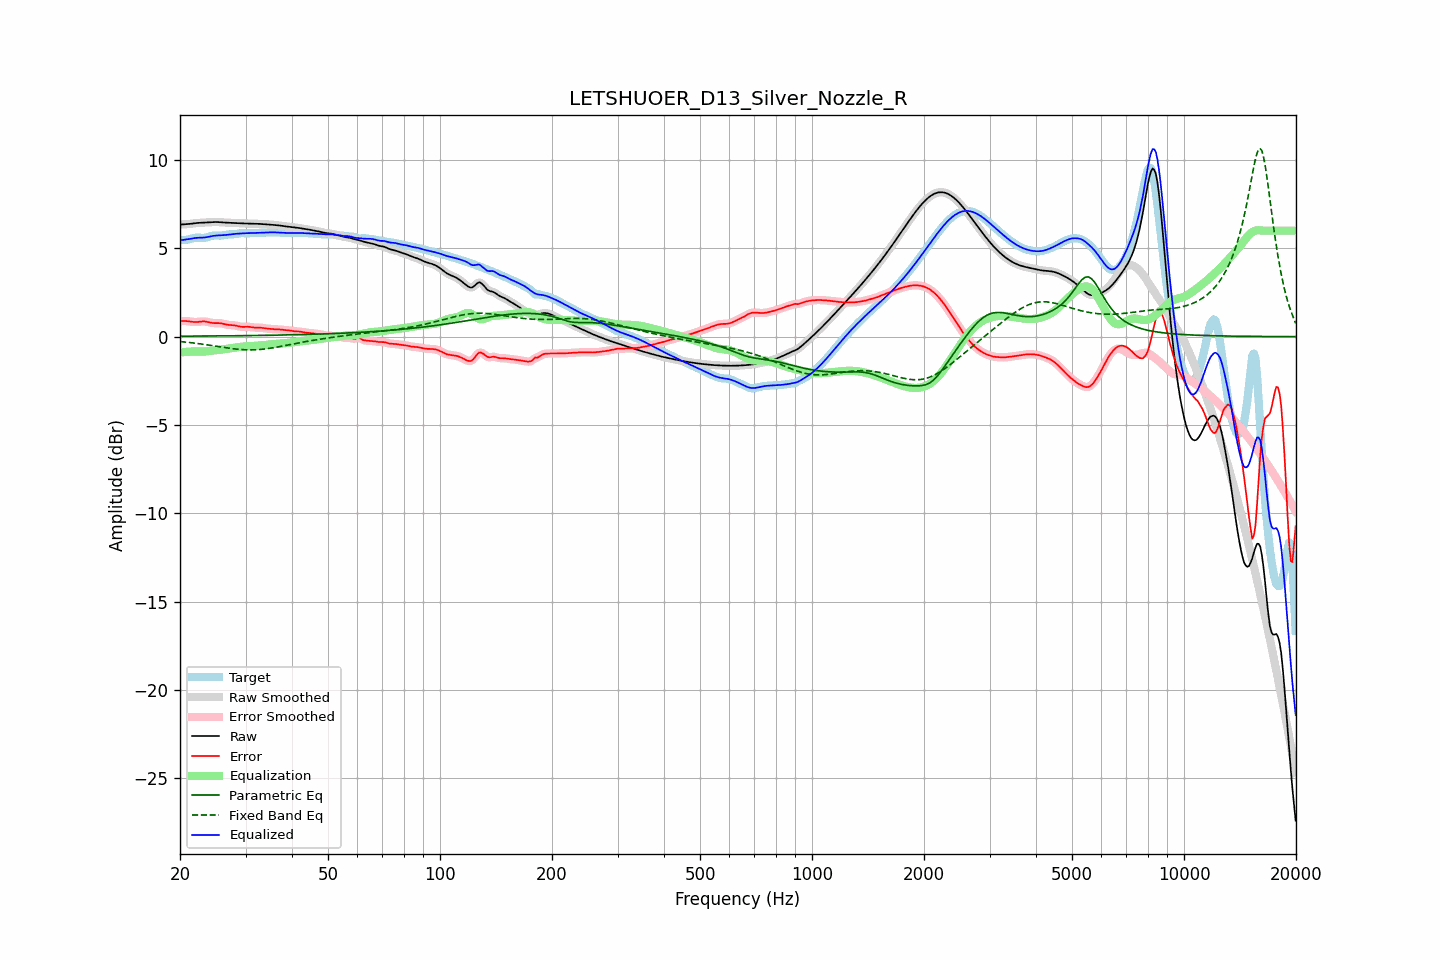 LETSHUOER_D13_Silver_Nozzle_R
Amplitude (dBr)
10
5
0
−5
−10
−15
−20
−25
Target
Raw Smoothed
Error Smoothed
Raw
Error
Equalization
Parametric Eq
Fixed Band Eq
Equalized
20 50 100 200 500 1000 2000 5000 10000 20000
Frequency (Hz)